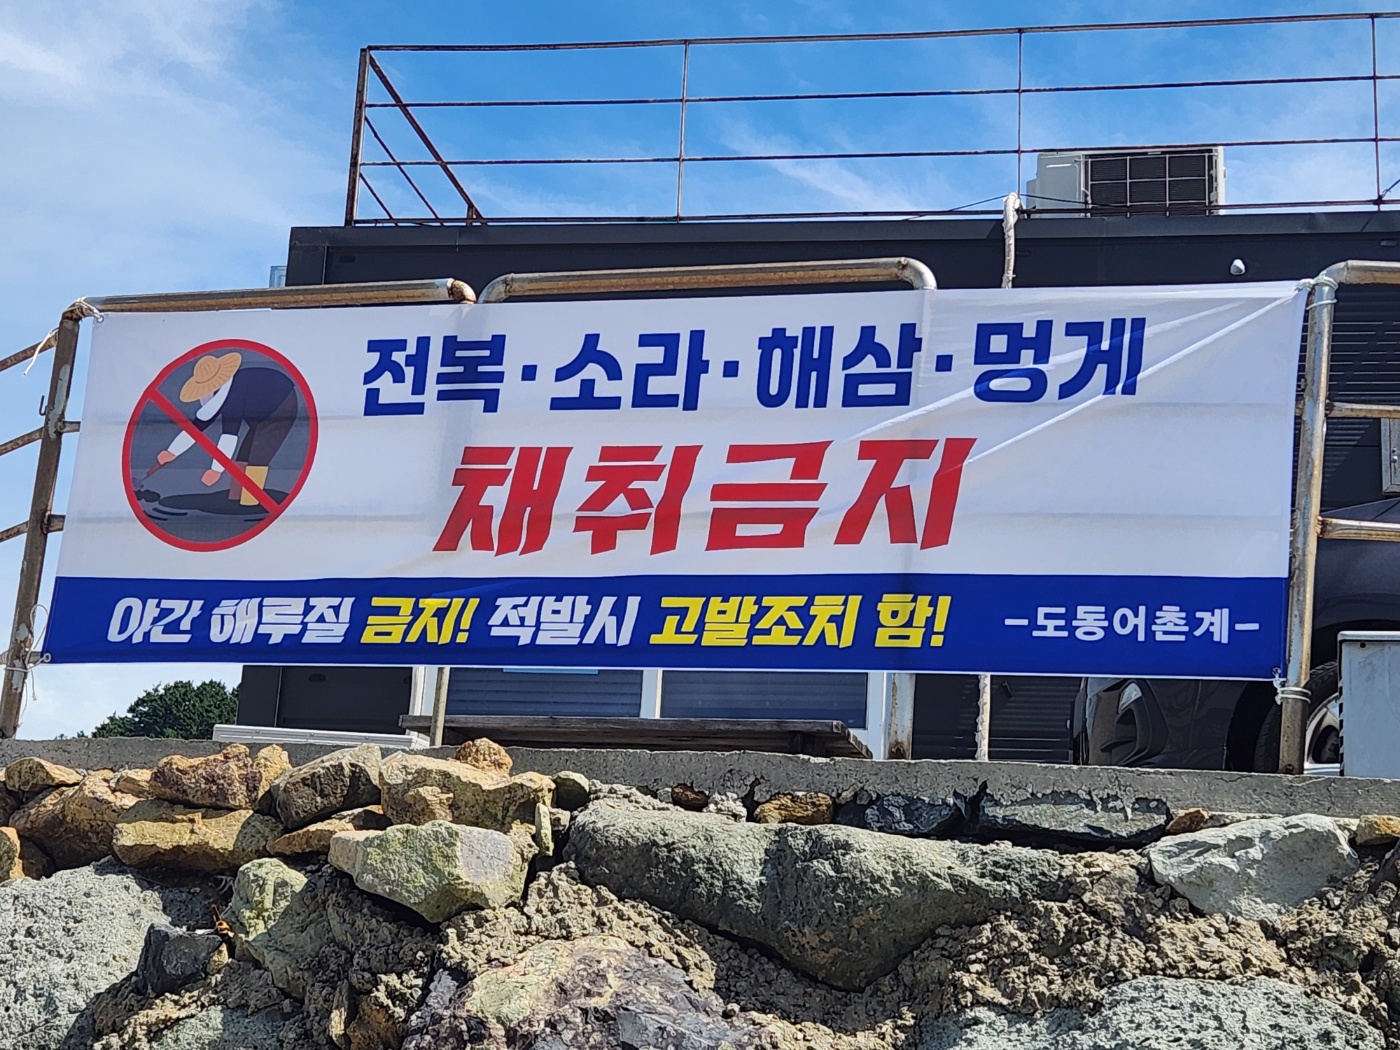 전복·소라·해삼·멍게
채취금지
야간 해루질 금지! 적발시 고발조치 함! -도동어촌계-